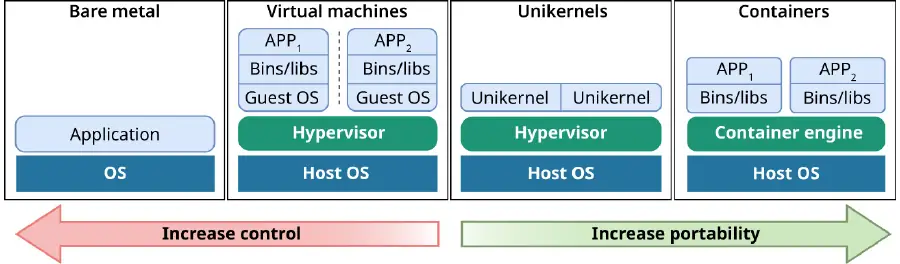 Bare metal
Application
OS
Virtual machines
APP1 APP2
Bins/libs Bins/libs
Guest OS Guest OS
Hypervisor
Host OS
Unikernels
Unikernel Unikernel
Hypervisor
Host OS
Containers
APP1 APP2
Bins/libs Bins/libs
Container engine
Host OS
Increase control
Increase portability